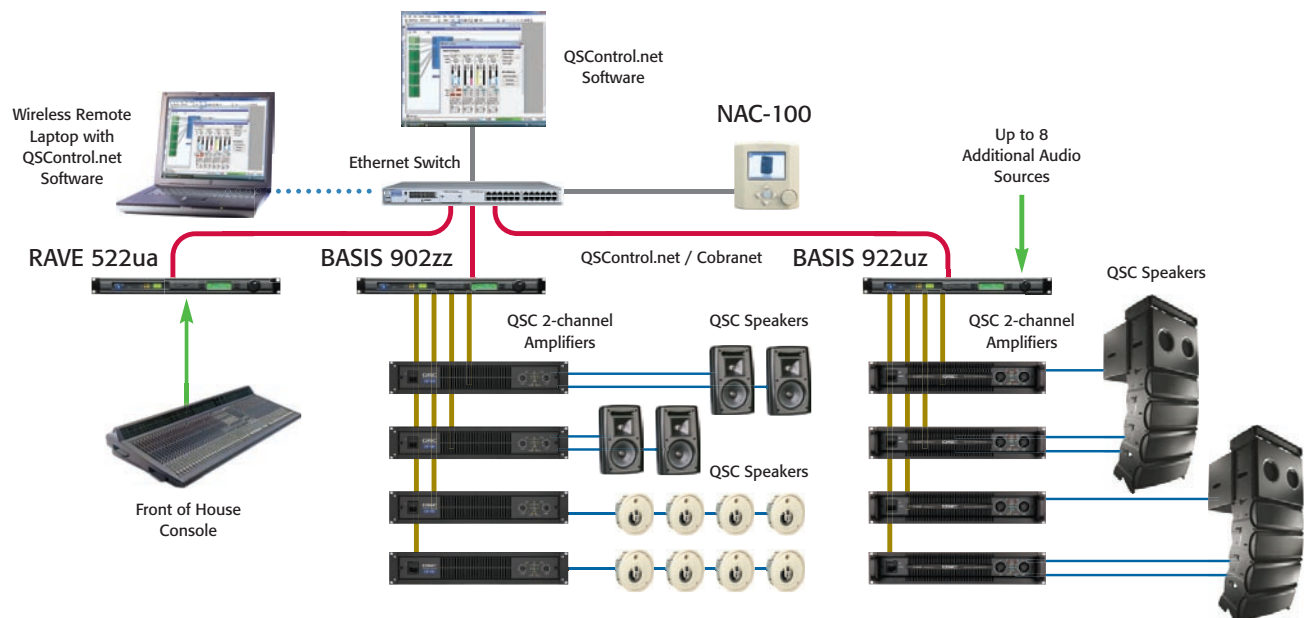 QSControl.net
Software
Wireless Remote
Laptop with
QSControl.net
Software
NAC-100
Up to 8
Additional Audio
Sources
Ethernet Switch
RAVE 522ua
BASIS 902zz
QSControl.net / Cobranet
BASIS 922uz
QSC Speakers
QSC 2-channel
Amplifiers
QSC Speakers
QSC 2-channel
Amplifiers
QSC Speakers
Front of House
Console